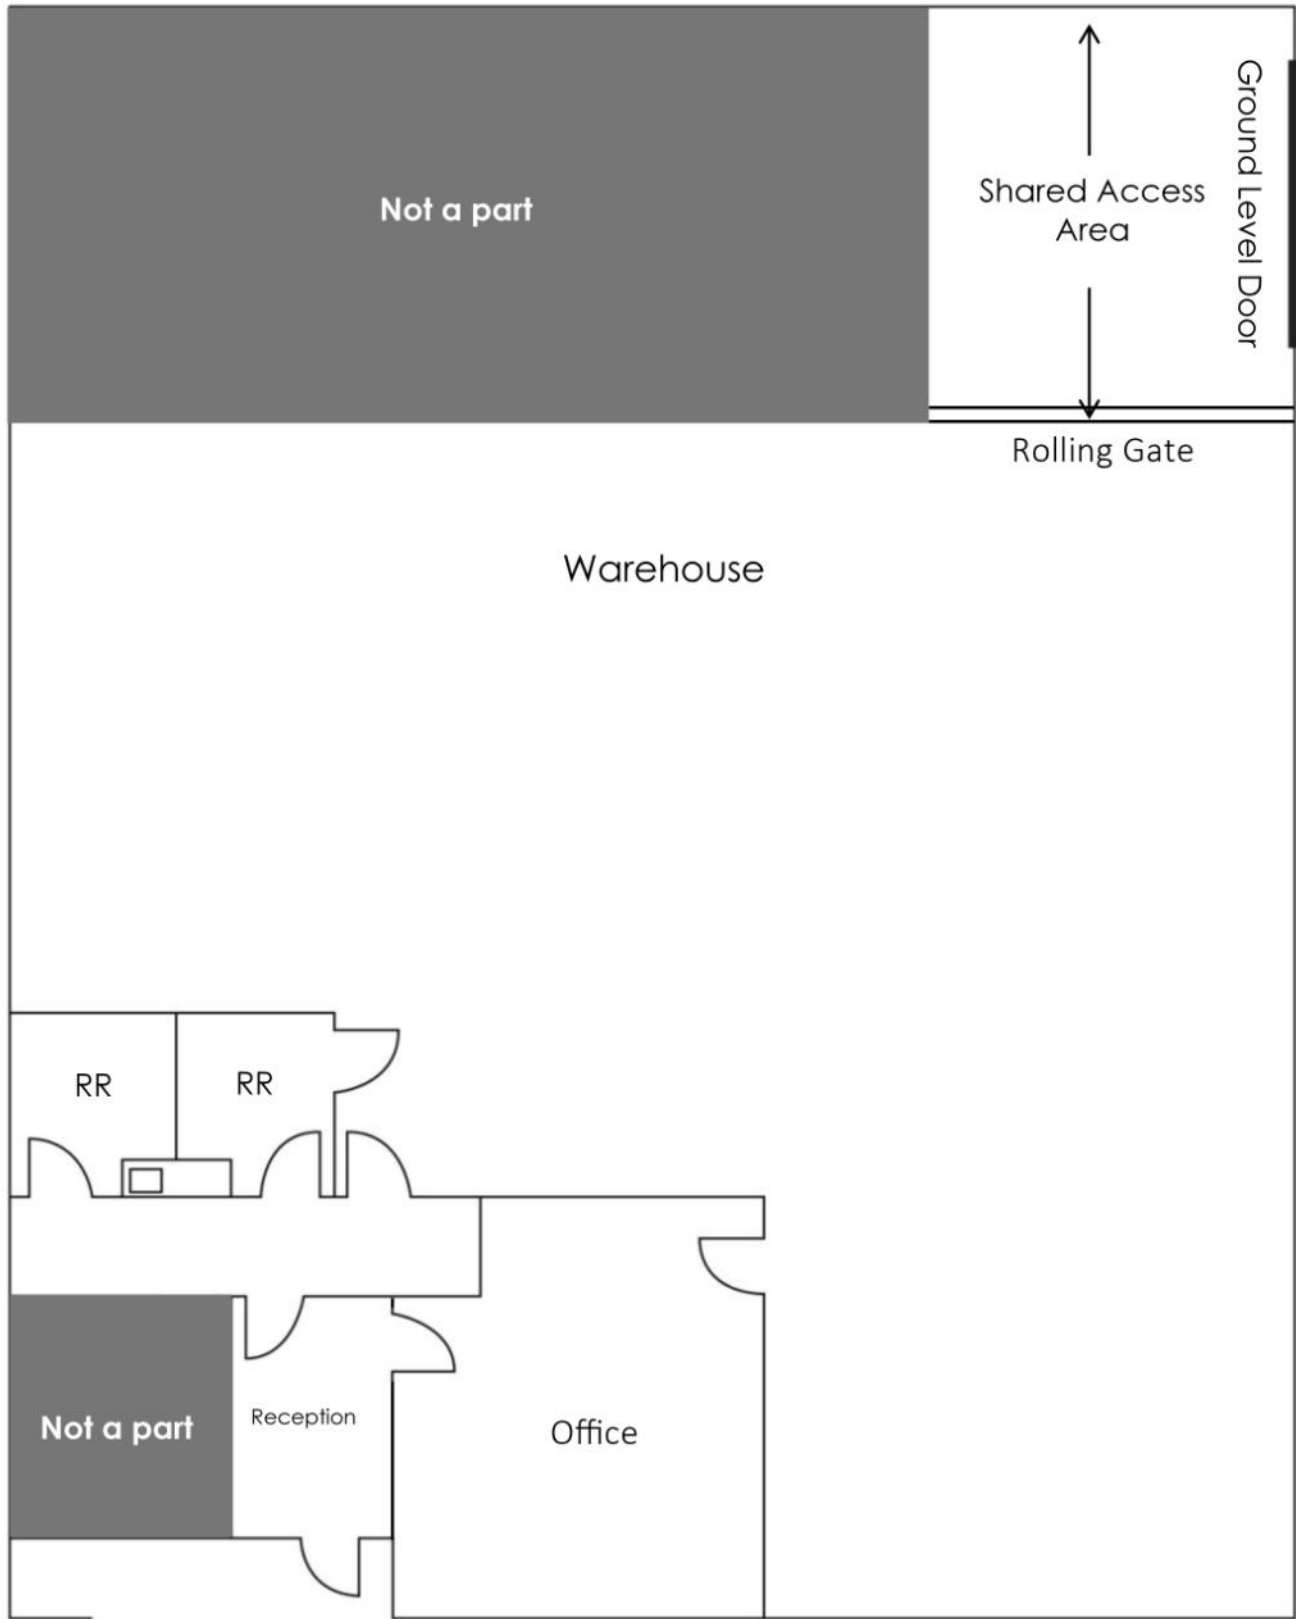 Not a part
Shared Access
Area
Ground Level Door
Rolling Gate
Warehouse
RR
RR
Not a part
Reception
Office